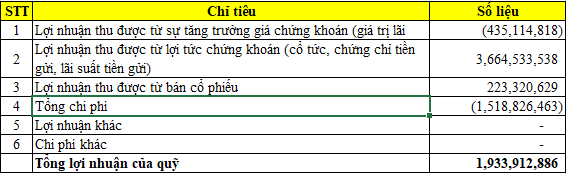 STT Chỉ tiêu Số liệu
1 Lợi nhuận thu được từ sự tăng trưởng giá chứng khoán (giá trị lãi (435,114,818)
2 Lợi nhuận thu được từ lợi tức chứng khoán (cổ tức, chứng chỉ tiền
gửi, lãi suất tiền gửi) 3,664,533,538
3 Lợi nhuận thu được từ bán cổ phiếu 223,320,629
4 Tổng chi phí (1,518,826,463)
5 Lợi nhuận khác -
6 Chi phí khác -
Tổng lợi nhuận của quỹ 1,933,912,886